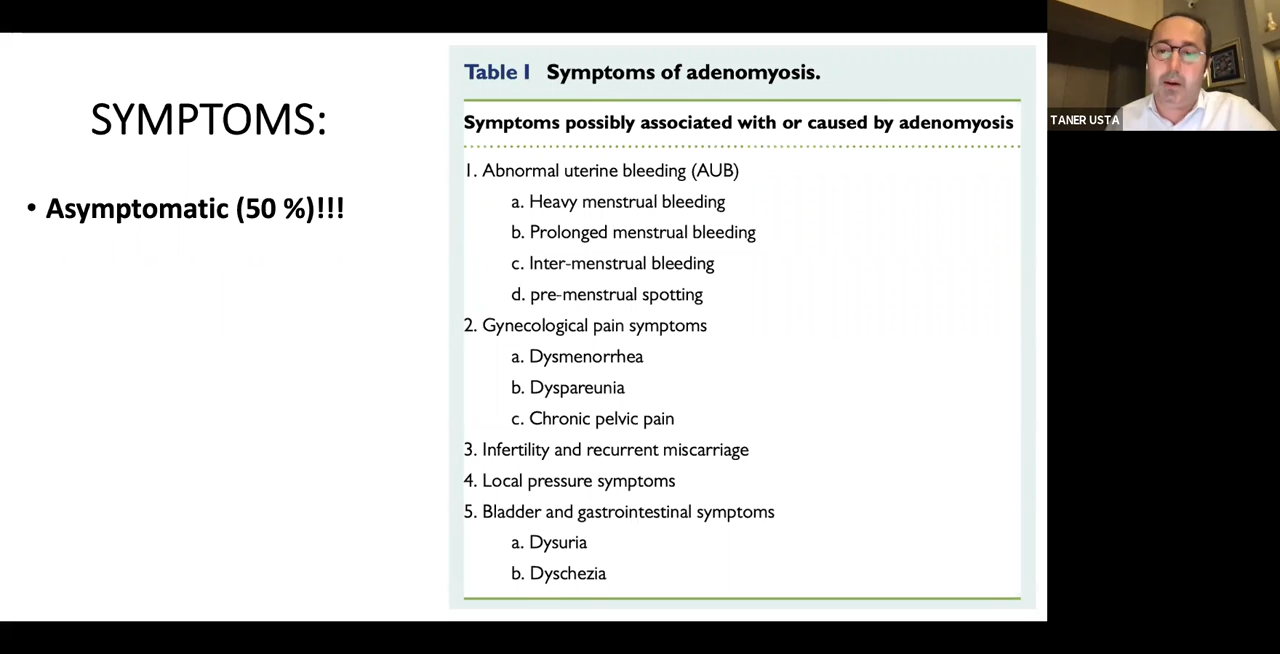 SYMPTOMS:
• Asymptomatic (50 %)!!!
Table I Symptoms of adenomyosis.
Symptoms possibly associated with or caused by adenomyosis
1. Abnormal uterine bleeding (AUB)
a. Heavy menstrual bleeding
b. Prolonged menstrual bleeding
c. Inter-menstrual bleeding
d. pre-menstrual spotting
2. Gynecological pain symptoms
a. Dysmenorrhea
b. Dyspareunia
c. Chronic pelvic pain
3. Infertility and recurrent miscarriage
4. Local pressure symptoms
5. Bladder and gastrointestinal symptoms
a. Dysuria
b. Dyschezia
TANER USTA